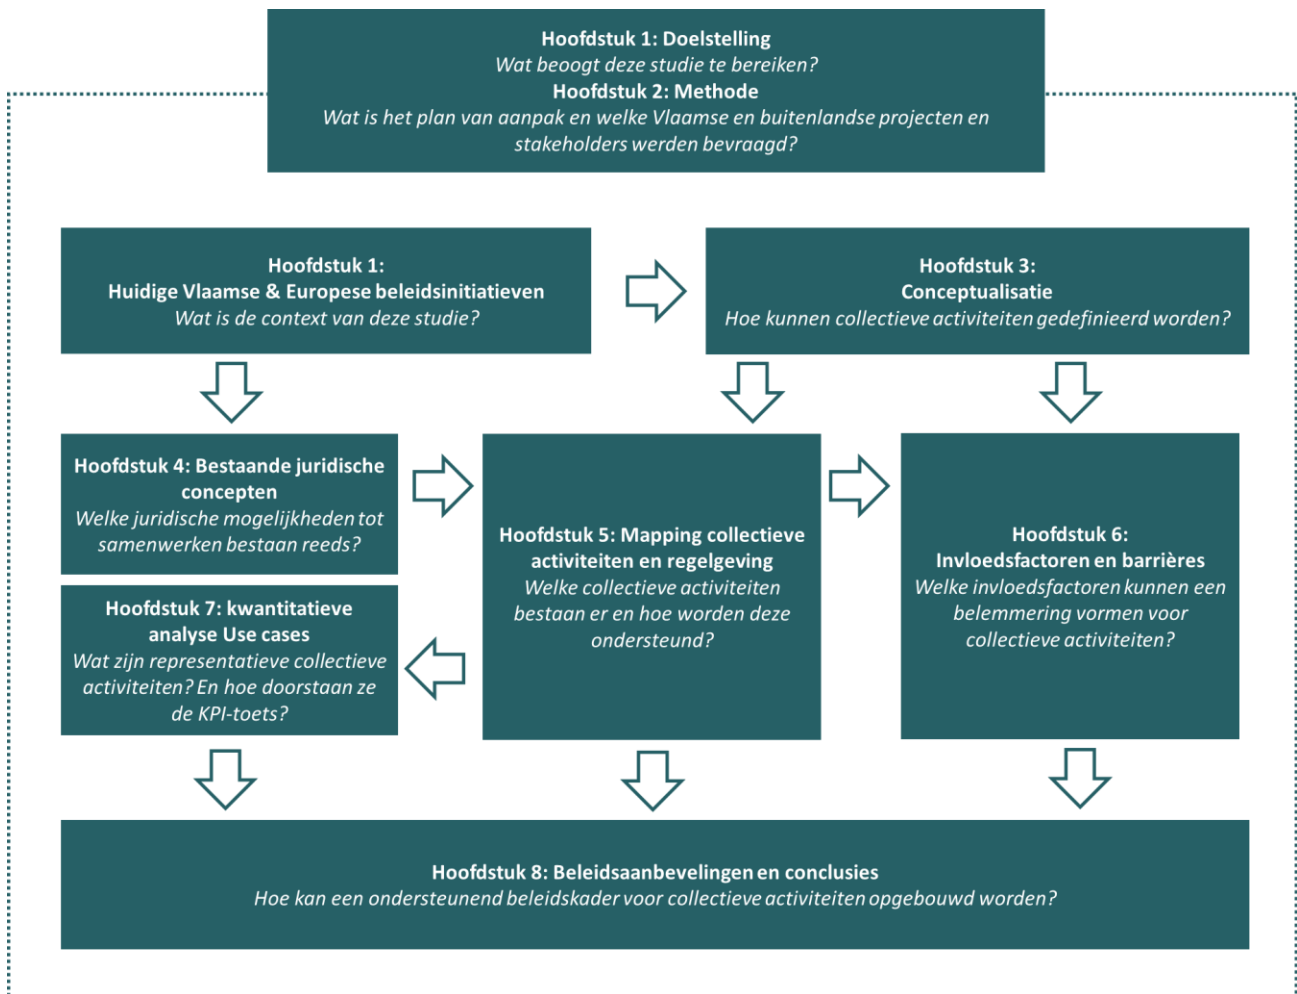 Hoofdstuk 1: Doelstelling
Wat beoogt deze studie te bereiken?
Hoofdstuk 2: Methode
Wat is het plan van aanpak en welke Vlaamse en buitenlandse projecten en
stakeholders werden bevraagd?
Hoofdstuk 1:
Huidige Vlaamse & Europese beleidsinitiatieven
Wat is de context van deze studie?
Hoofdstuk 3:
Conceptualisatie
Hoe kunnen collectieve activiteiten gedefinieerd worden?
Hoofdstuk 4: Bestaande juridische
concepten
Welke juridische mogelijkheden tot
samenwerken bestaan reeds?
Hoofdstuk 5: Mapping collectieve
activiteiten en regelgeving
Welke collectieve activiteiten
bestaan er en hoe worden deze
ondersteund?
Hoofdstuk 6:
Invloedsfactoren en barrières
Welke invloedsfactoren kunnen een
belemmering vormen voor
collectieve activiteiten?
Hoofdstuk 7: kwantitatieve
analyse Use cases
Wat zijn representatieve collectieve
activiteiten? En hoe doorstaan ze
de KPI-toets?
Hoofdstuk 8: Beleidsaanbevelingen en conclusies
Hoe kan een ondersteunend beleidskader voor collectieve activiteiten opgebouwd worden?